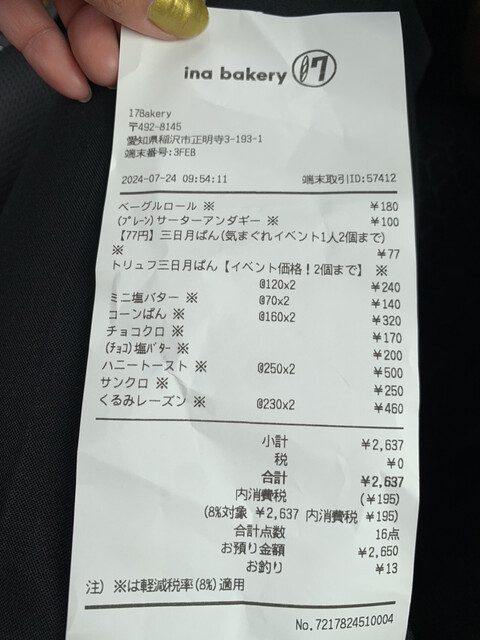 ina bakery 17
17Bakery
〒492-8145
愛知県稲沢市正明寺3-193-1
端末番号:3FEB
2024-07-24 09:54:11 端末取引ID:57412
ベーグルロール ※ ¥180
(プレーン)サーターアンダギー ※ ¥100
【77円】三日月ぱん(気まぐれイベント1人2個まで)
※ ¥77
トリュフ三日月ぱん【イベント価格!2個まで】 ※
@120x2 ¥240
ミニ塩バター ※ @70x2 ¥140
コーンぱん ※ @160x2 ¥320
チョコクロ ※ ¥170
(チョコ)塩バター ※ ¥200
ハニートースト ※ @250x2 ¥500
サンクロ ※ ¥250
くるみレーズン ※ @230x2 ¥460
小計 ¥2,637
税 ¥0
合計 ¥2,637
内消費税 (¥195)
(8%対象 ¥2,637 内消費税 ¥195)
合計点数 16点
お預り金額 ¥2,650
お釣り ¥13
注) ※は軽減税率(8%)適用
No.7217824510004